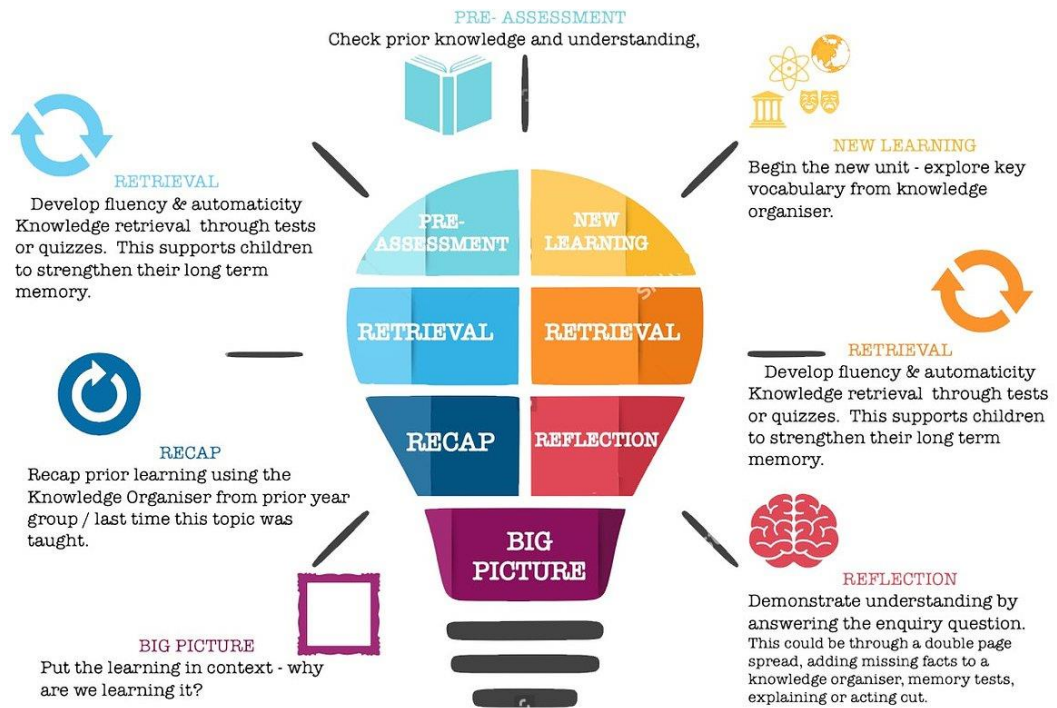 PRE- ASSESSMENT
Check prior knowledge and understanding,
RETRIEVAL
Develop fluency & automaticity
Knowledge retrieval through tests
or quizzes. This supports children
to strengthen their long term
memory.
RECAP
Recap prior learning using the
Knowledge Organiser from prior year
group / last time this topic was
taught.
BIG PICTURE
Put the learning in context - why
are we learning it?
PRE-
ASSESSMENT
NEW
LEARNING
RETRIEVAL
RETRIEVAL
RECAP
REFLECTION
BIG
PICTURE
NEW LEARNING
Begin the new unit - explore key
vocabulary from knowledge
organiser.
RETRIEVAL
Develop fluency & automaticity
Knowledge retrieval through tests
or quizzes. This supports children
to strengthen their long term
memory.
REFLECTION
Demonstrate understanding by
answering the enquiry question.
This could be through a double page
spread, adding missing facts to a
knowledge organiser, memory tests,
explaining or acting out.